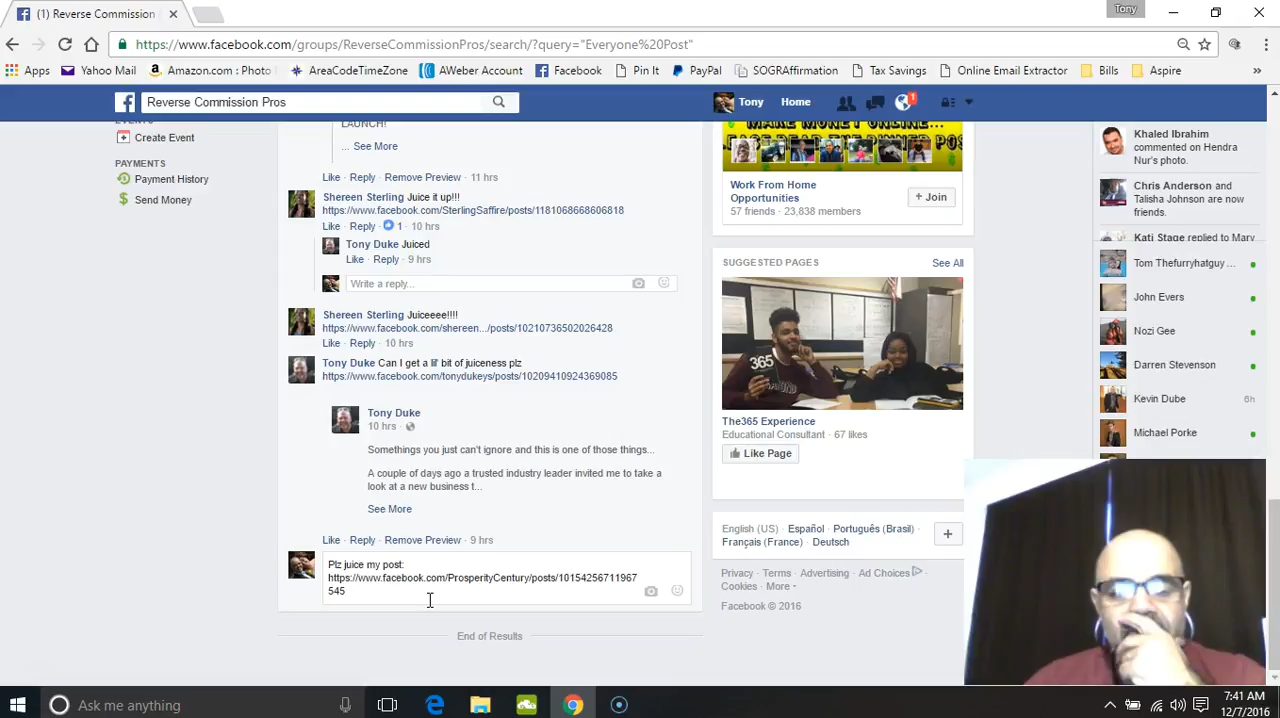 (1) Reverse Commission
Tony
https://www.facebook.com/groups/ReverseCommissionPros/search/?query="Everyone%20Post"
Apps
Yahoo Mail
Amazon.com : Photo
AreaCodeTimeZone
AWeber Account
Facebook
Pin It
PayPal
SOGRAffirmation
Tax Savings
Online Email Extractor
Bills
Aspire
»
Reverse Commission Pros
Tony
Home
1
EVENTS
Create Event
PAYMENTS
Payment History
Send Money
LAUNCH!
... See More
Like · Reply · Remove Preview · 11 hrs
Shereen Sterling Juice it up!!!
https://www.facebook.com/SterlingSaffire/posts/1181068668606818
Like · Reply · 1 · 10 hrs
Tony Duke Juiced
Like · Reply · 9 hrs
Write a reply...
Shereen Sterling Juiceeee!!!!
https://www.facebook.com/shereen.../posts/10210736502026428
Like · Reply · 10 hrs
Tony Duke Can I get a lil' bit of juiceness plz
https://www.facebook.com/tonydukeys/posts/10209410924369085
Tony Duke
10 hrs ·
Somethings you just can't ignore and this is one of those things...
A couple of days ago a trusted industry leader invited me to take a
look at a new business t...
See More
Like · Reply · Remove Preview · 9 hrs
Plz juice my post:
https://www.facebook.com/ProsperityCentury/posts/10154256711967
545
End of Results
MAKE MONEY ONLINE...
Work From Home
Opportunities
57 friends · 23,838 members
+ Join
SUGGESTED PAGES
See All
365
The365 Experience
Educational Consultant · 67 likes
Like Page
English (US) · Español · Português (Brasil) ·
Français (France) · Deutsch
+
Privacy · Terms · Advertising · Ad Choices ·
Cookies · More
Facebook © 2016
Khaled Ibrahim
commented on Hendra
Nur's photo.
Chris Anderson and
Talisha Johnson are now
friends.
Kati Stage replied to Mary
Tom Thefurryhatguy ...
John Evers
Nozi Gee
Darren Stevenson
Kevin Dube
6h
Michael Porke
Ask me anything
7:41 AM
12/7/2016